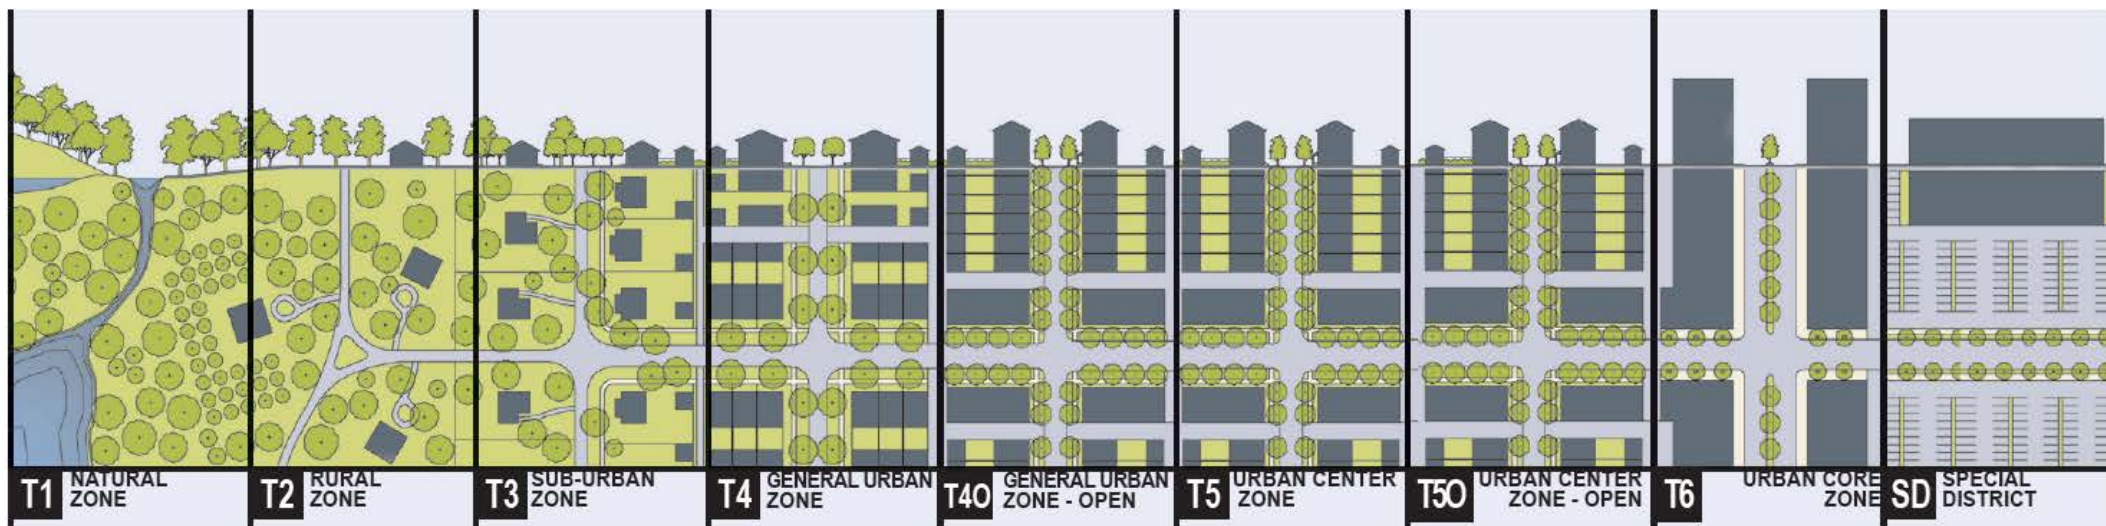 T1 NATURAL
ZONE
T2 RURAL
ZONE
T3 SUB-URBAN
ZONE
T4 GENERAL URBAN
ZONE
T4O GENERAL URBAN
ZONE - OPEN
T5 URBAN CENTER
ZONE
T5O URBAN CENTER
ZONE - OPEN
T6 URBAN CORE
ZONE
SD SPECIAL
DISTRICT